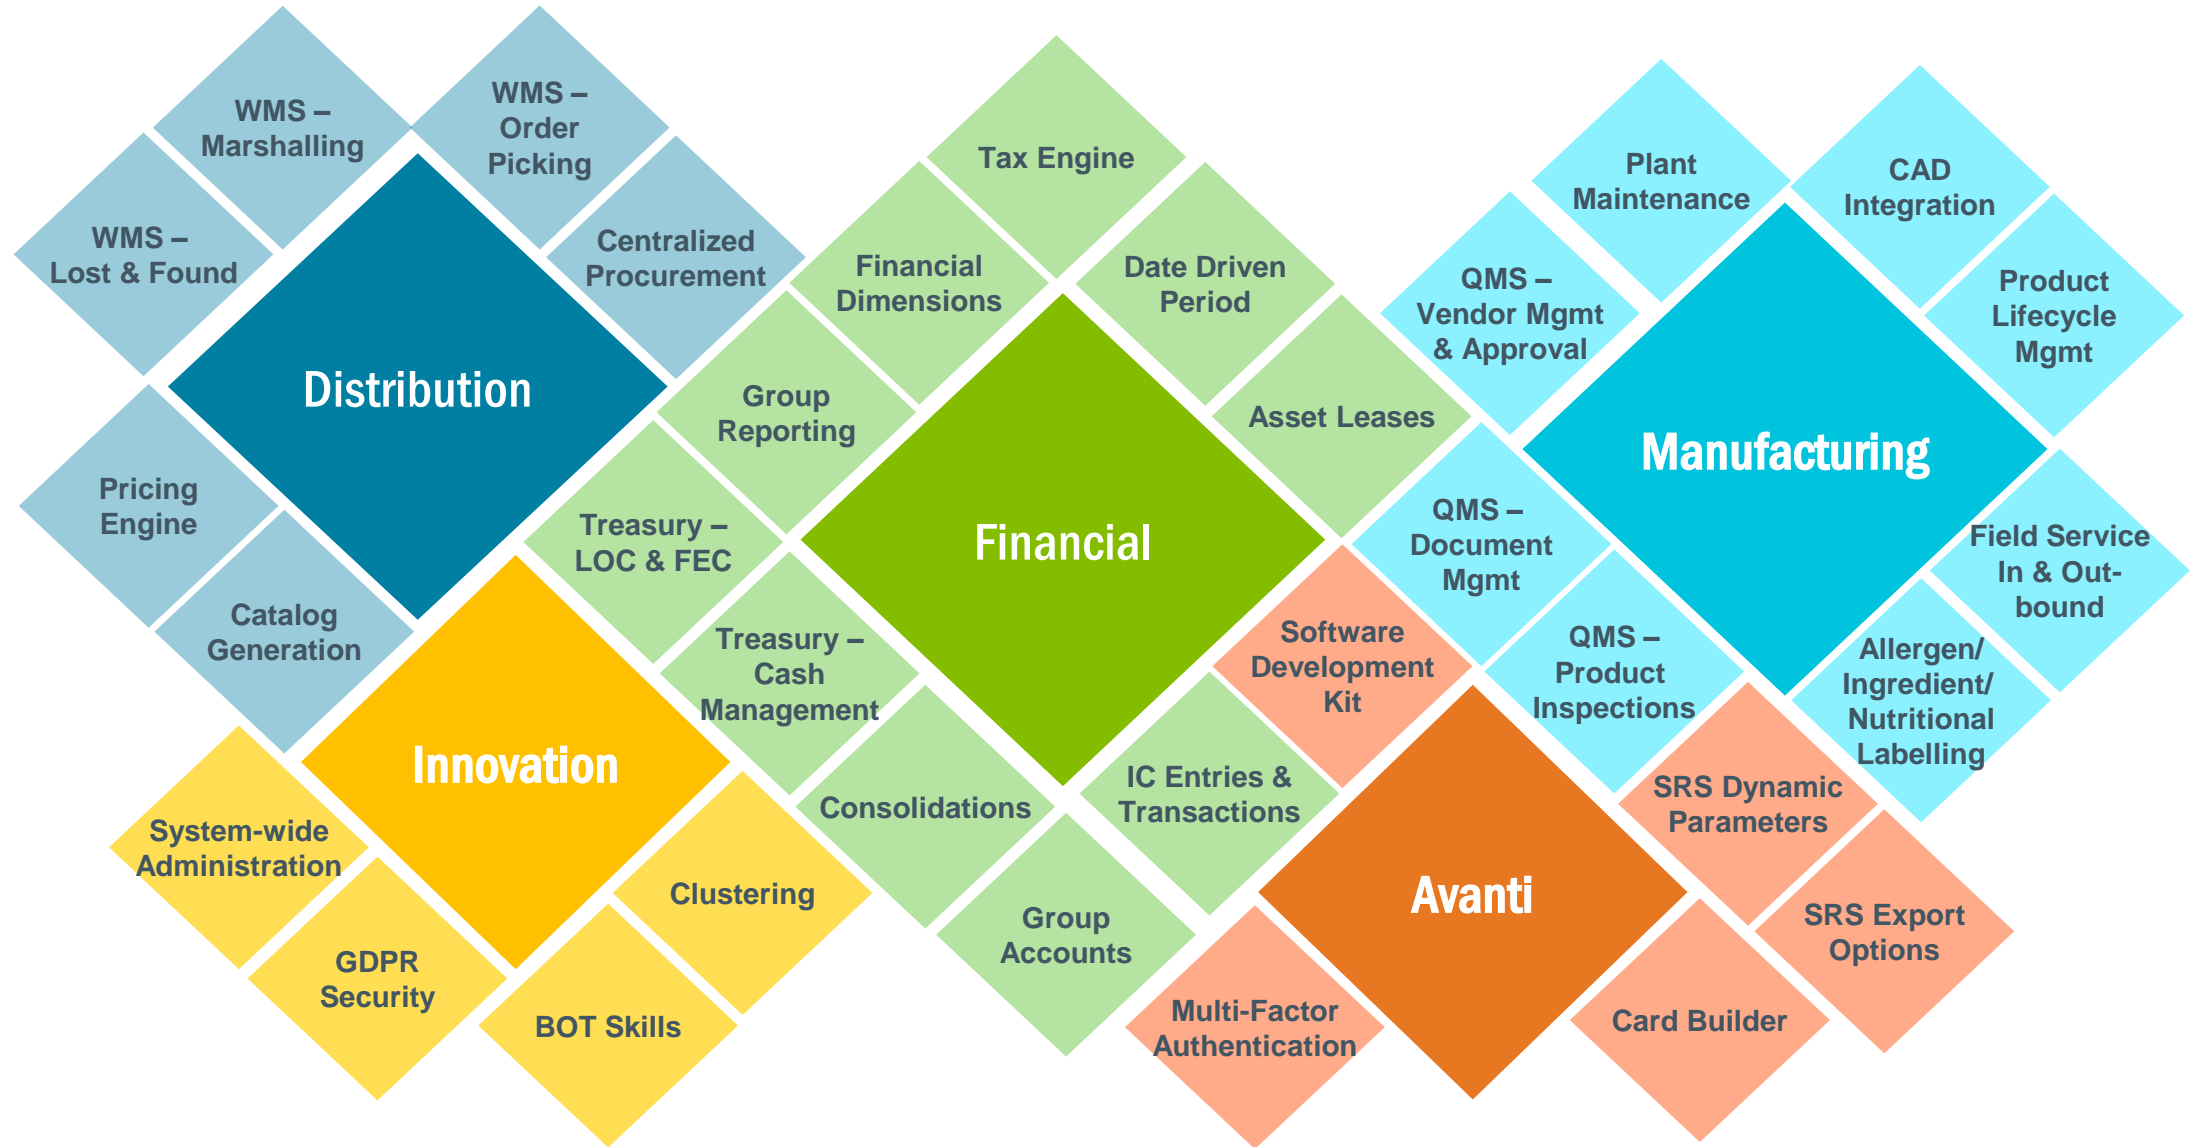 WMS –
Marshalling
WMS –
Order
Picking
WMS –
Lost & Found
Centralized
Procurement
Distribution
Pricing
Engine
Catalog
Generation
Tax Engine
Financial
Dimensions
Date Driven
Period
Group
Reporting
Asset Leases
Treasury –
LOC & FEC
Financial
Treasury –
Cash
Management
Consolidations
IC Entries &
Transactions
Group
Accounts
Plant
Maintenance
CAD
Integration
QMS –
Vendor Mgmt
& Approval
Product
Lifecycle
Mgmt
Manufacturing
QMS –
Document
Mgmt
Field Service
In & Out-
bound
QMS –
Product
Inspections
Allergen/
Ingredient/
Nutritional
Labelling
Innovation
System-wide
Administration
Clustering
GDPR
Security
BOT Skills
Software
Development
Kit
SRS Dynamic
Parameters
Avanti
SRS Export
Options
Multi-Factor
Authentication
Card Builder